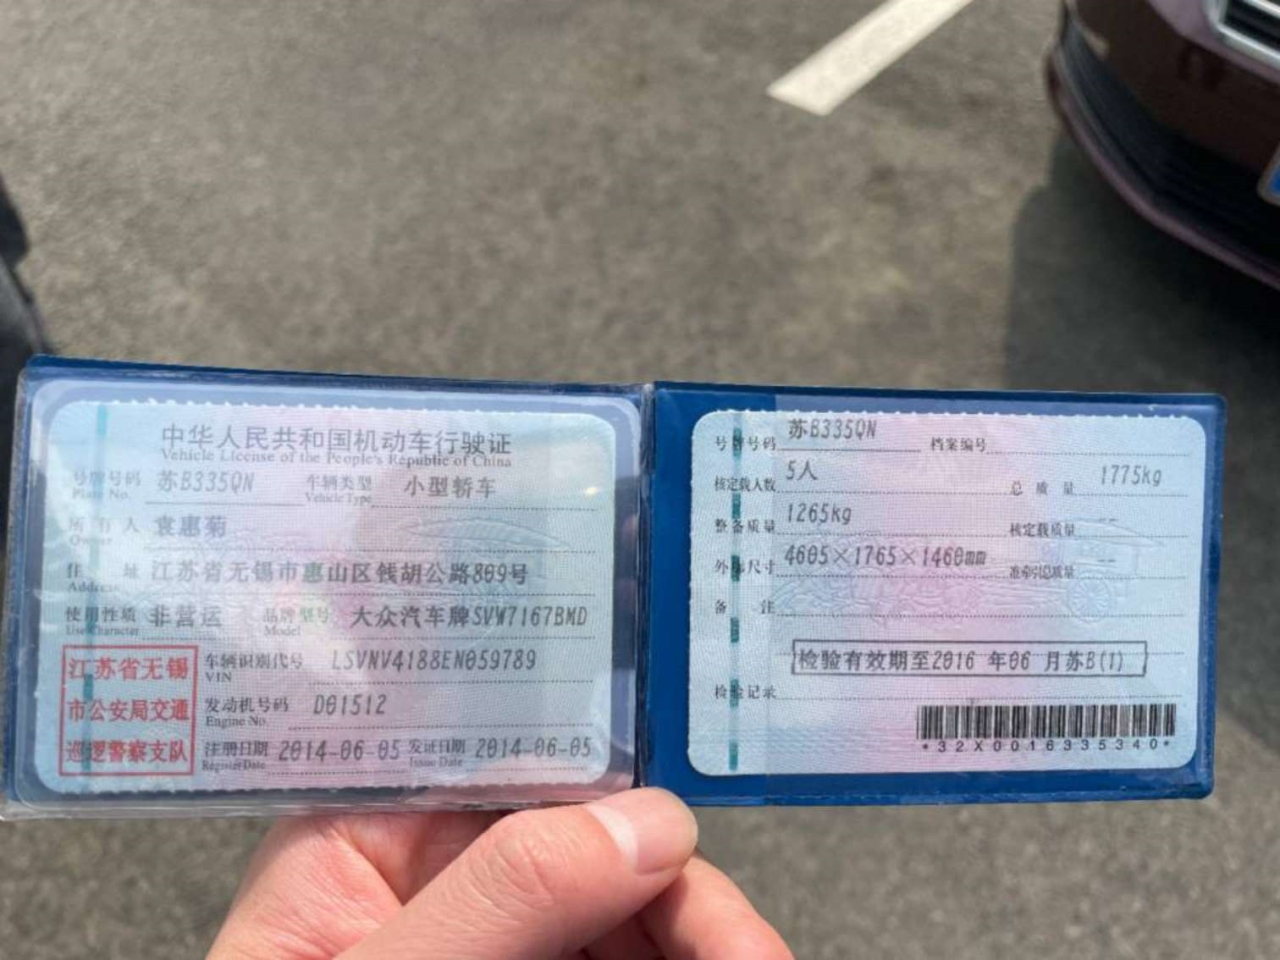 中华人民共和国机动车行驶证
Vehicle License of the People's Republic of China
号牌号码 苏B335QN 车辆类型 小型轿车
Plate No. Vehicle Type
所有人 袁惠菊
Owner
住址 江苏省无锡市惠山区钱胡公路809号
Address
使用性质 非营运 品牌型号 大众汽车牌SVW7167BMD
Use Character Model
江苏省无锡
市公安局交通
巡逻警察支队
车辆识别代号 LSVNV4188EN059789
VIN
发动机号码 D01512
Engine No.
注册日期 2014-06-05 发证日期 2014-06-05
Register Date Issue Date
号牌号码 苏B335QN 档案编号
核定载人数 5人 总质量 1775kg
整备质量 1265kg 核定载质量 --
外廓尺寸 4605×1765×1460mm 准牵引总质量 --
备注
检验有效期至2016 年06 月苏B(1)
检验记录
*32X0016335340*